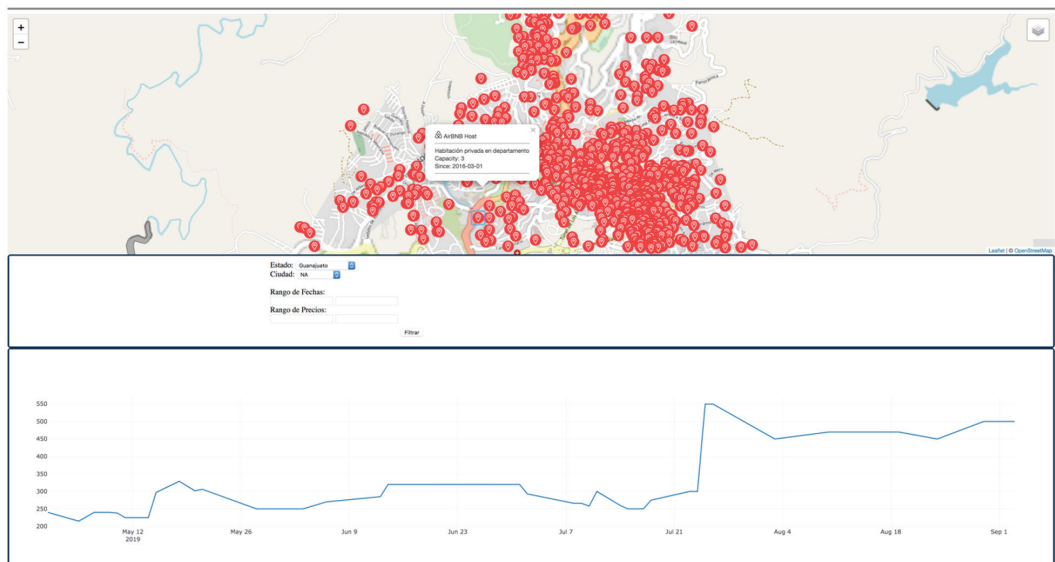 +
−
AirBNB Host
×
Habitación privada en departamento
Capacity: 3
Since: 2016-03-01
Leaflet | © OpenStreetMap
Estado: Guanajuato
Ciudad: NA
Rango de Fechas:
Rango de Precios:
Filtrar
550
500
450
400
350
300
250
200
May 12
2019
May 26
Jun 9
Jun 23
Jul 7
Jul 21
Aug 4
Aug 18
Sep 1